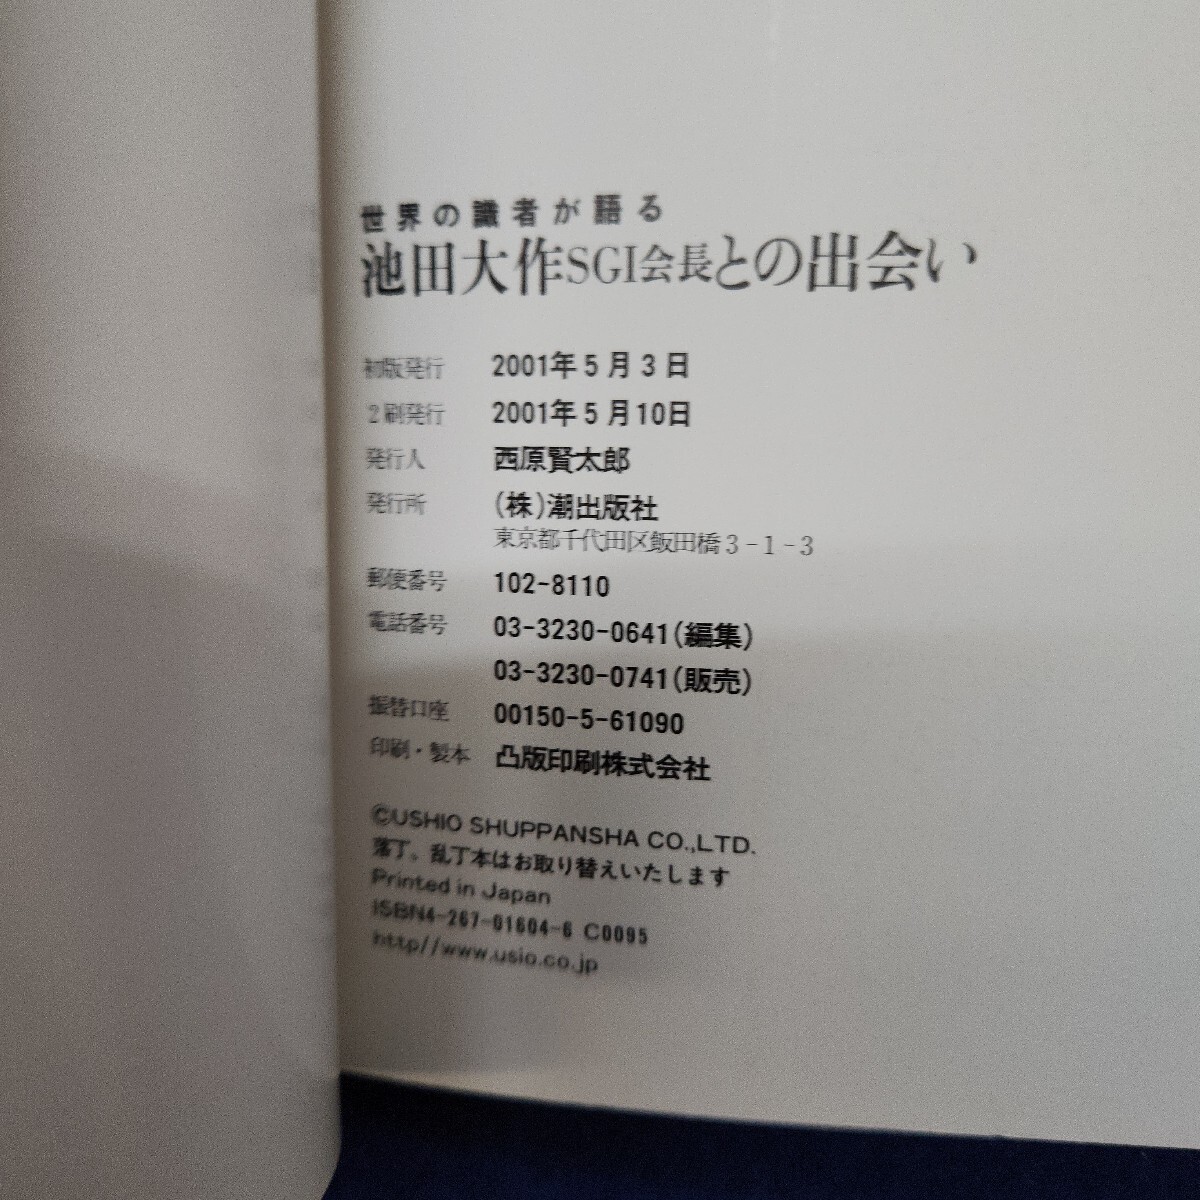 世界の識者が語る
池田大作SGI会長との出会い
初版発行 2001年5月3日
2刷発行 2001年5月10日
発行人 西原賢太郎
発行所 (株)潮出版社
東京都千代田区飯田橋3-1-3
郵便番号 102-8110
電話番号 03-3230-0641(編集)
03-3230-0741(販売)
振替口座 00150-5-61090
印刷・製本 凸版印刷株式会社
©USHIO SHUPPANSHA CO.,LTD.
落丁、乱丁本はお取り替えいたします
Printed in Japan
ISBN4-267-01604-6 C0095
http//www.usio.co.jp